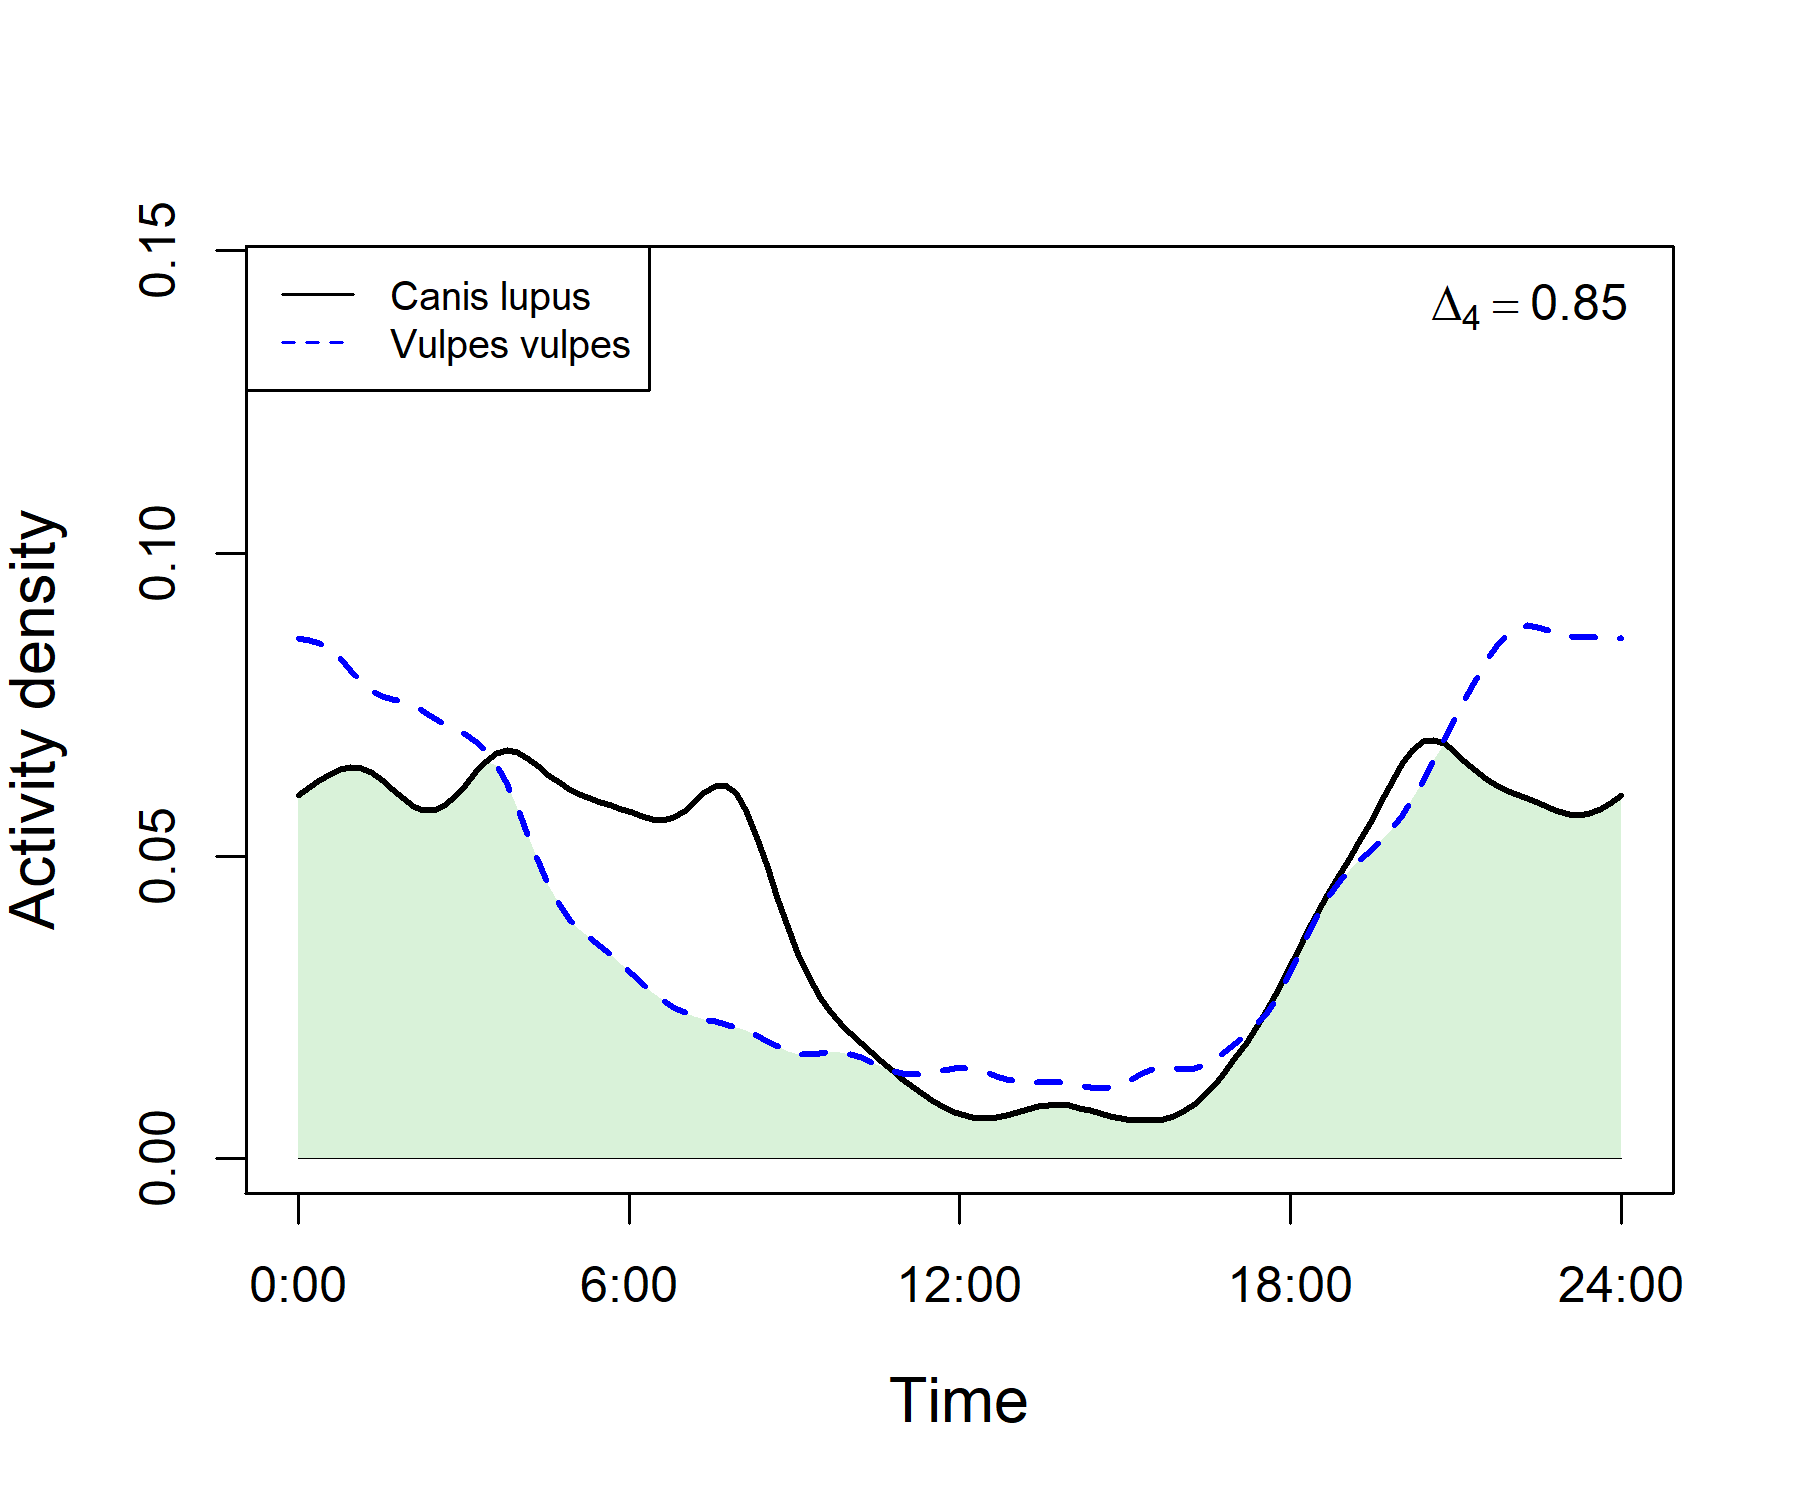 Canis lupus
Vulpes vulpes
Δ4 = 0.85
Activity density
0.15
0.10
0.05
0.00
0:00 6:00 12:00 18:00 24:00
Time